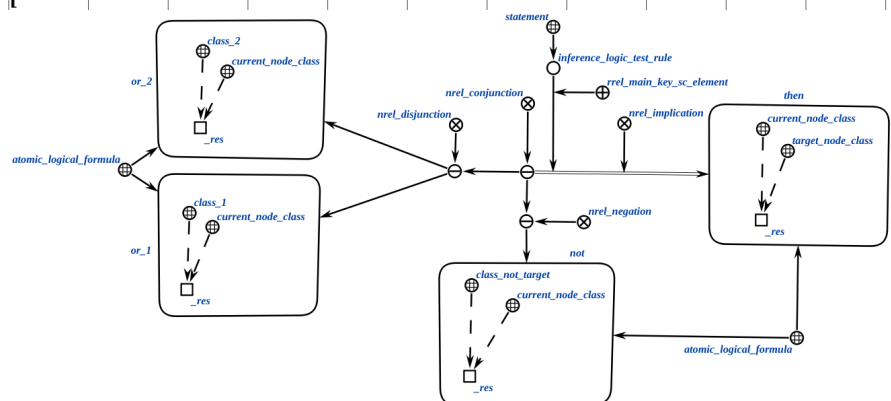 statement
class_2
current_node_class
or_2
_res
inference_logic_test_rule
nrel_conjunction
rrel_main_key_sc_element
nrel_disjunction
nrel_implication
then
current_node_class
target_node_class
_res
atomic_logical_formula
class_1
current_node_class
or_1
_res
nrel_negation
not
class_not_target
current_node_class
_res
atomic_logical_formula